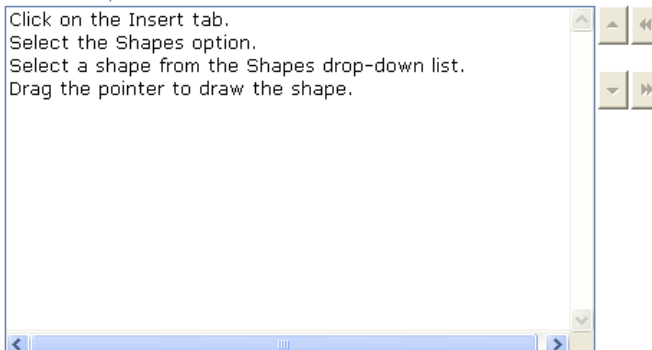 Click on the Insert tab.
Select the Shapes option.
Select a shape from the Shapes drop-down list.
Drag the pointer to draw the shape.